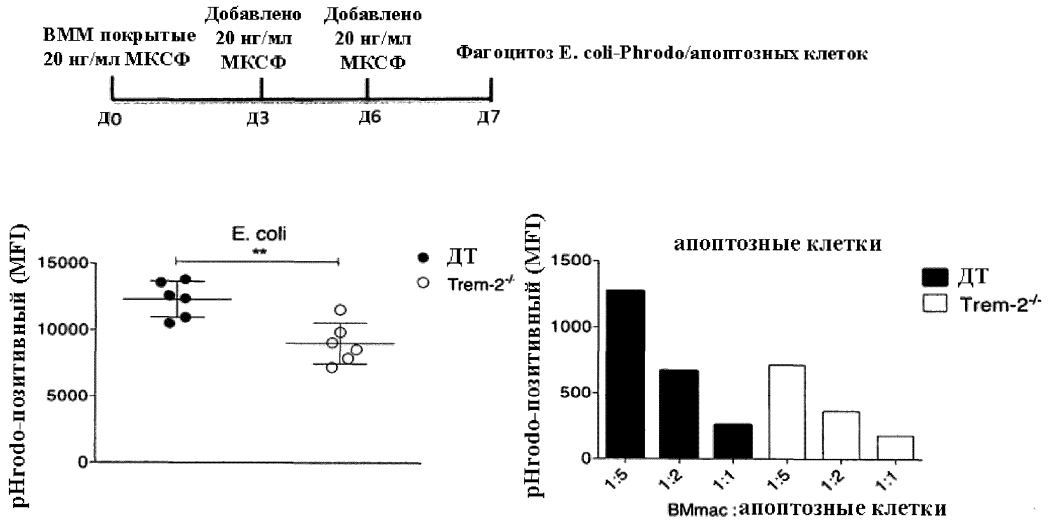 BMM покрытые
20 нг/мл МКСФ
Добавлено
20 нг/мл
МКСФ
Добавлено
20 нг/мл
МКСФ
Фагоцитоз E. coli-Phrodo/апоптозных клеток
Д0
Д3
Д6
Д7
pHrodo-позитивный (MFI)
E. coli
**
15000
10000
5000
0
ДТ
Trem-2-/-
pHrodo-позитивный (MFI)
апоптозные клетки
1500
1000
500
0
ДТ
Trem-2-/-
1:5
1:2
1:1
1:5
1:2
1:1
BMmac : апоптозные клетки